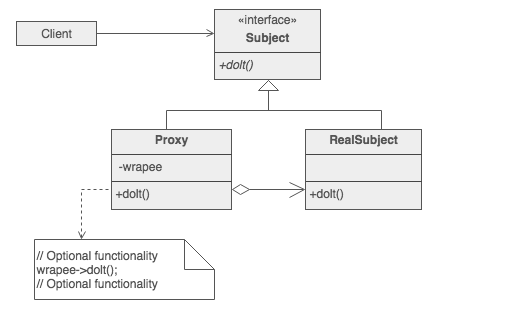 Client
«interface»
Subject
+doIt()
Proxy
-wrapee
+doIt()
RealSubject
+doIt()
// Optional functionality
wrapee->doIt();
// Optional functionality